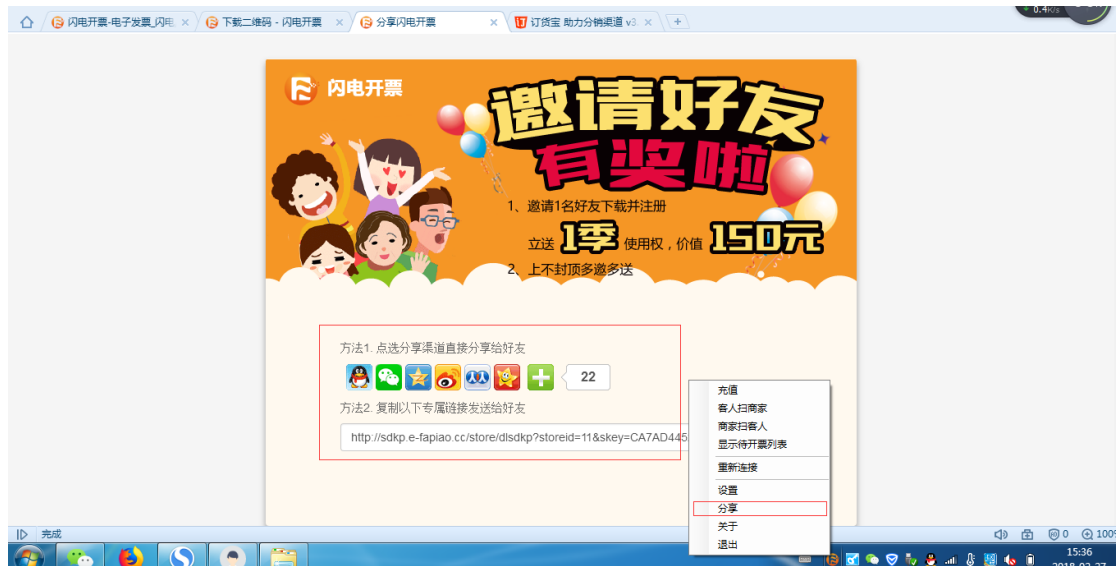 0.4K/s
闪电开票-电子发票_闪电
下载二维码 - 闪电开票
分享闪电开票
订货宝 助力分销渠道 v3.
闪电开票
邀请好友
有奖啦
1、邀请1名好友下载并注册
立送 1季 使用权，价值 150元
2、上不封顶多邀多送
方法1. 点选分享渠道直接分享给好友
22
方法2. 复制以下专属链接发送给好友
http://sdkp.e-fapiao.cc/store/dlsdkp?storeid=11&skey=CA7AD445
充值
客人扫商家
商家扫客人
显示待开票列表
重新连接
设置
分享
关于
退出
完成
0
100%
15:36
2018-02-27